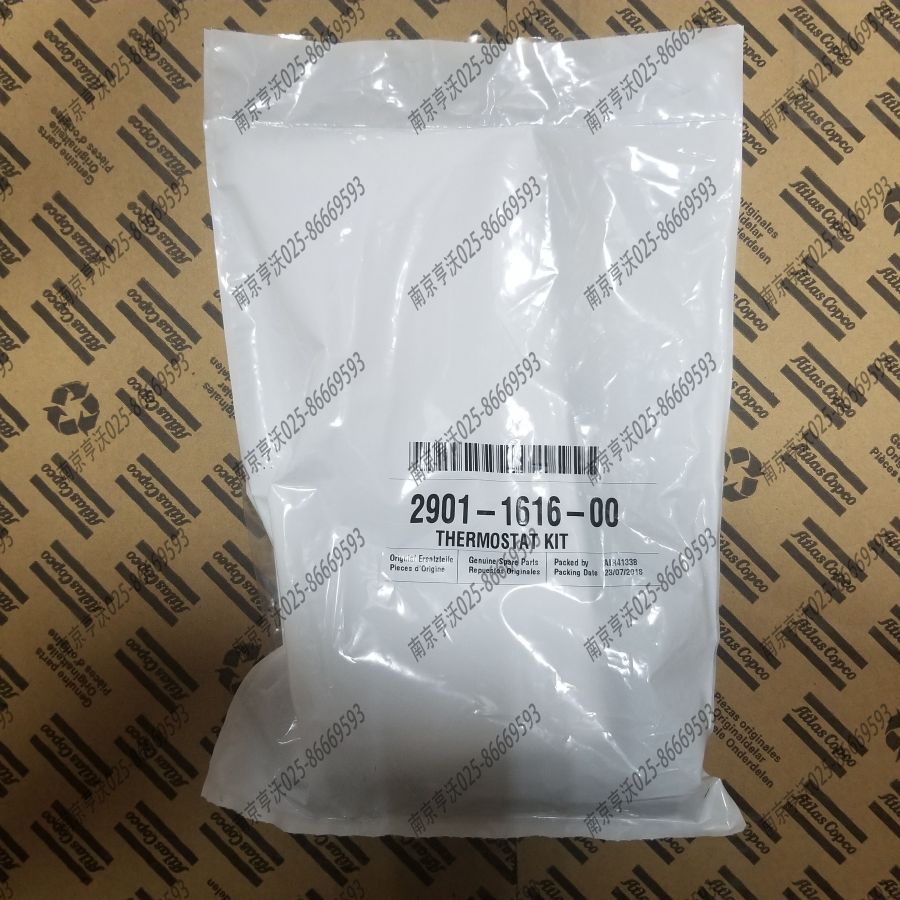 2901-1616-00
THERMOSTAT KIT
Original Ersatzteile
Pièces d'Origine
Genuine/Spare Parts
Repuestos Originales
Packed by
Packing Date 23/07/2018
南京亨沃025-86669593
Atlas Copco
Genuine parts
Pièces d'origine
Originalteile
Piezas originales
Originaldelar
Originele Onderdelen